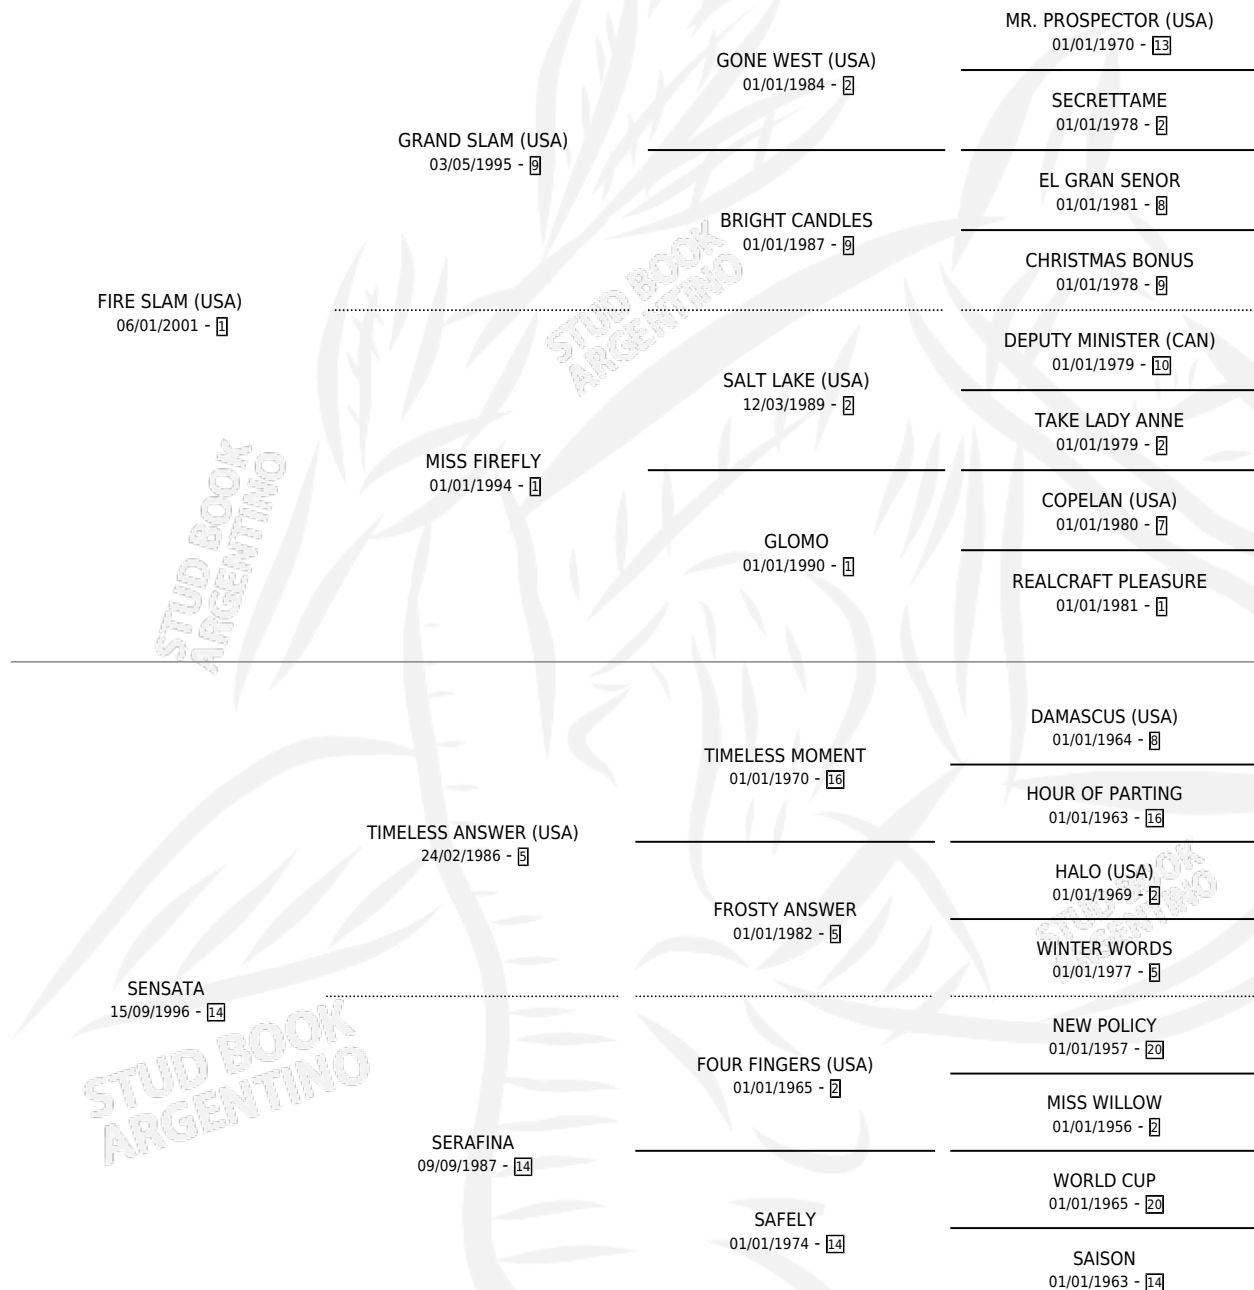 MR. PROSPECTOR (USA)
01/01/1970 - 13
GONE WEST (USA)
01/01/1984 - 2
SECRETTAME
01/01/1978 - 2
GRAND SLAM (USA)
03/05/1995 - 9
EL GRAN SENOR
01/01/1981 - 8
BRIGHT CANDLES
01/01/1987 - 9
CHRISTMAS BONUS
01/01/1978 - 9
FIRE SLAM (USA)
06/01/2001 - 1
STUD BOOK
ARGENTINO
DEPUTY MINISTER (CAN)
01/01/1979 - 10
SALT LAKE (USA)
12/03/1989 - 2
TAKE LADY ANNE
01/01/1979 - 2
MISS FIREFLY
01/01/1994 - 1
COPELAN (USA)
01/01/1980 - 7
GLOMO
01/01/1990 - 1
REALCRAFT PLEASURE
01/01/1981 - 1
STUD BOOK
ARGENTINO
DAMASCUS (USA)
01/01/1964 - 8
TIMELESS MOMENT
01/01/1970 - 16
HOUR OF PARTING
01/01/1963 - 16
TIMELESS ANSWER (USA)
24/02/1986 - 5
HALO (USA)
01/01/1969 - 2
FROSTY ANSWER
01/01/1982 - 5
STUD BOOK
ARGENTINO
WINTER WORDS
01/01/1977 - 5
SENSATA
15/09/1996 - 14
STUD BOOK
ARGENTINO
NEW POLICY
01/01/1957 - 20
FOUR FINGERS (USA)
01/01/1965 - 2
MISS WILLOW
01/01/1956 - 2
SERAFINA
09/09/1987 - 14
WORLD CUP
01/01/1965 - 20
SAFELY
01/01/1974 - 14
SAISON
01/01/1963 - 14